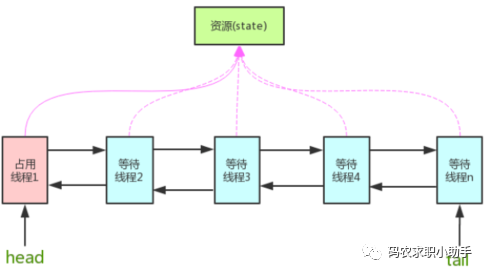 资源(state)
占用
线程1
等待
线程2
等待
线程3
等待
线程4
等待
线程n
head
tail
码农求职小助手